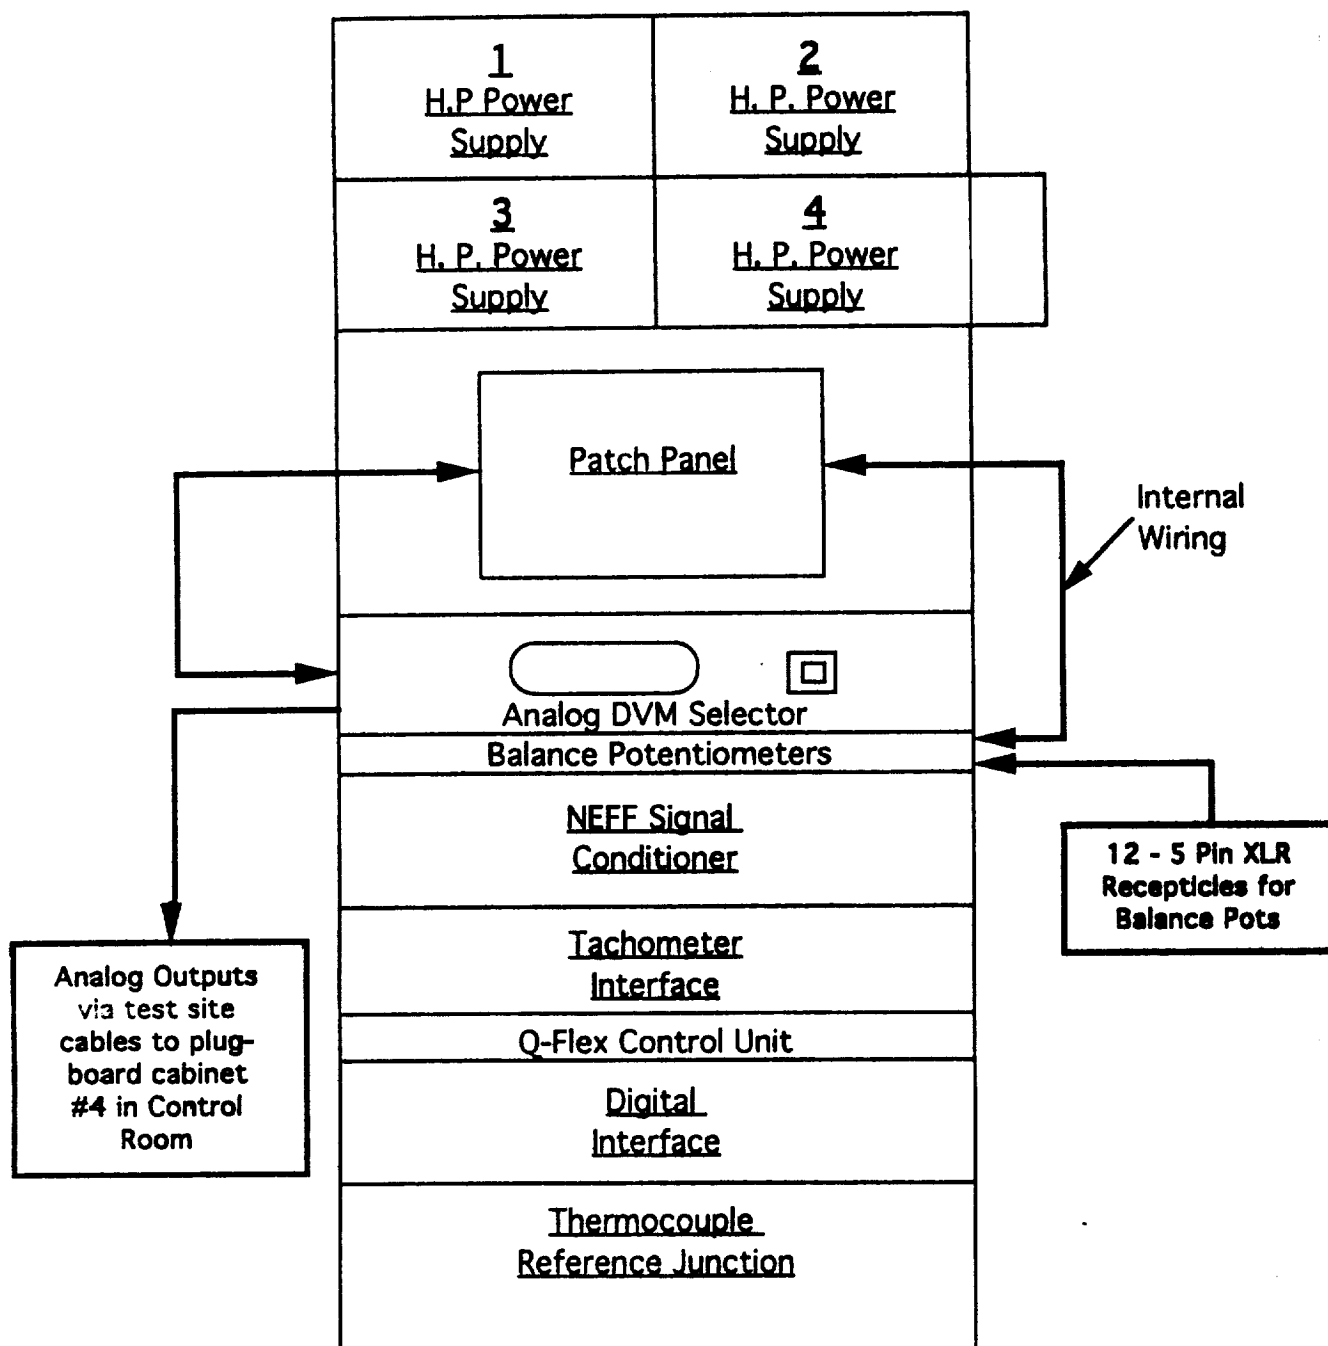 1
H.P Power
Supply
2
H. P. Power
Supply
3
H. P. Power
Supply
4
H. P. Power
Supply
Patch Panel
Internal
Wiring
Analog DVM Selector
Balance Potentiometers
NEFF Signal
Conditioner
12 - 5 Pin XLR
Recepticles for
Balance Pots
Tachometer
Interface
Analog Outputs
via test site
cables to plug-
board cabinet
#4 in Control
Room
Q-Flex Control Unit
Digital
Interface
Thermocouple
Reference Junction